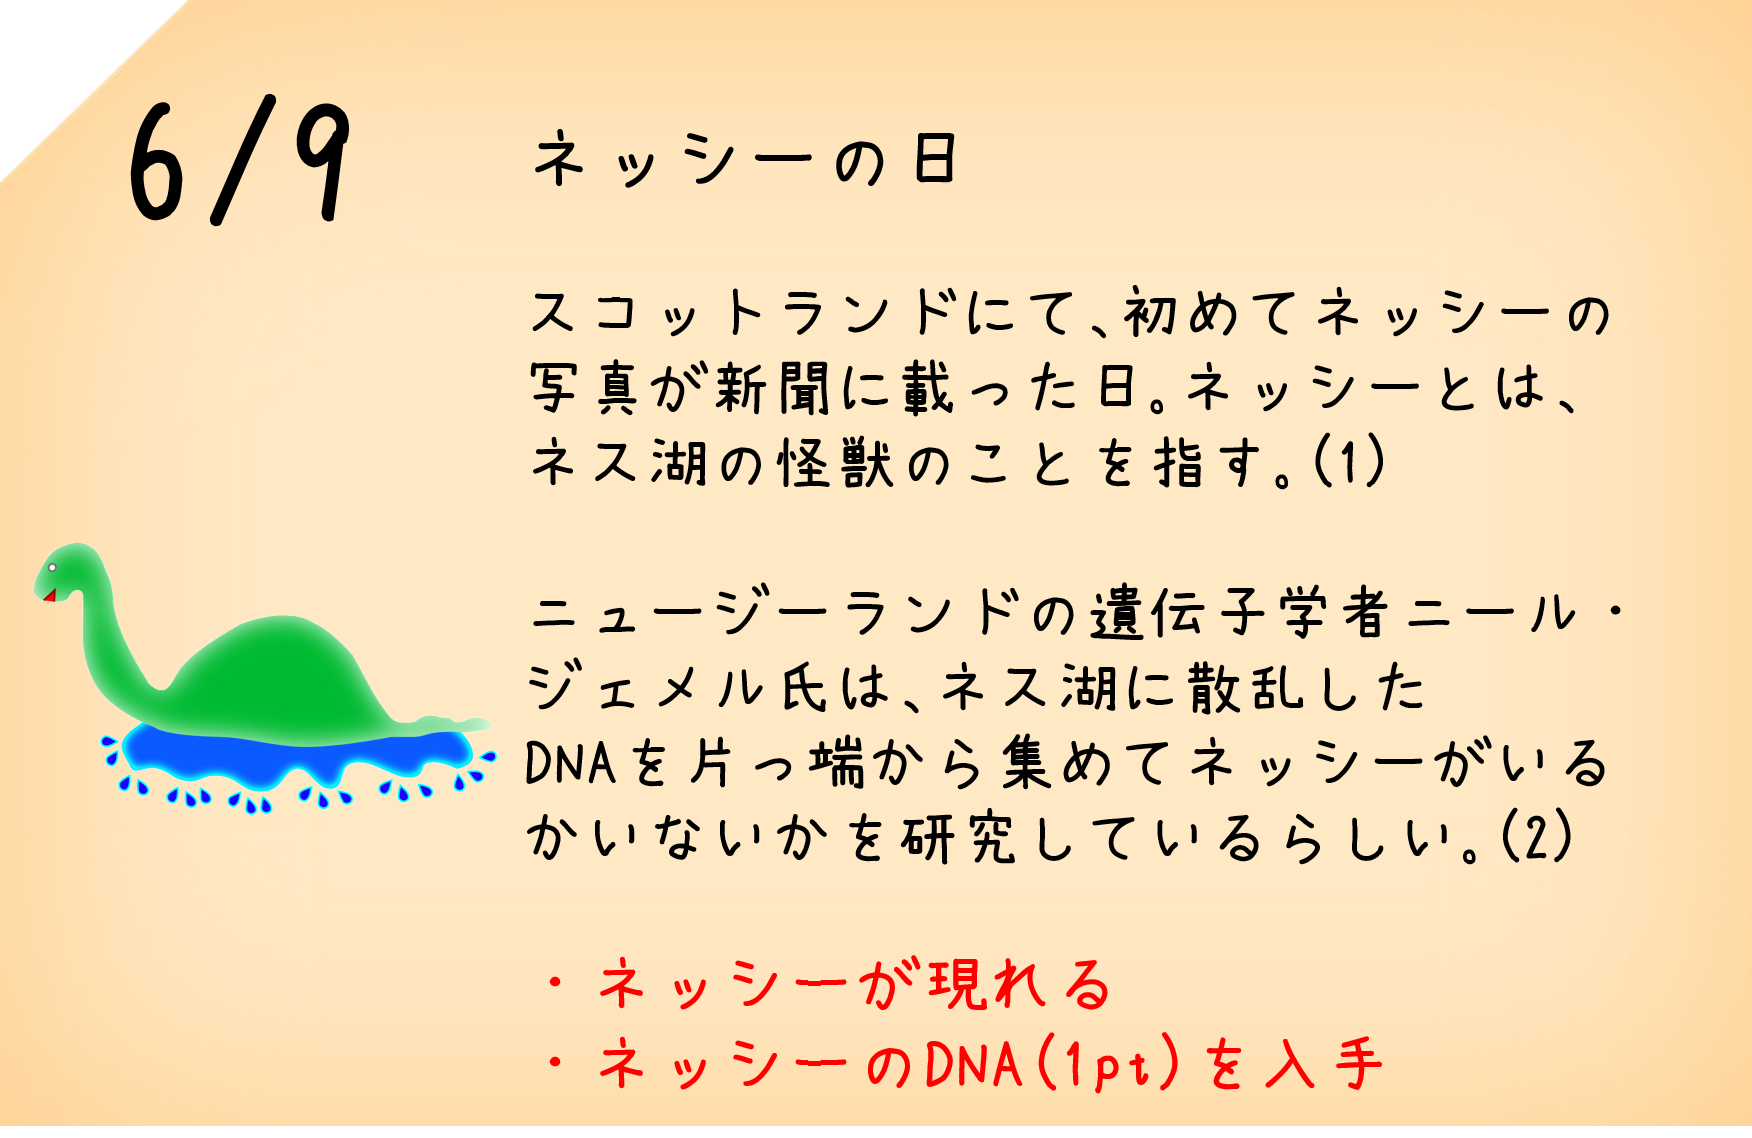 6/9
ネッシーの日
スコットランドにて、初めてネッシーの
写真が新聞に載った日。ネッシーとは、
ネス湖の怪獣のことを指す。(1)
ニュージーランドの遺伝子学者ニール・
ジェメル氏は、ネス湖に散乱した
DNAを片っ端から集めてネッシーがいる
かいないかを研究しているらしい。(2)
・ネッシーが現れる
・ネッシーのDNA(1pt)を入手